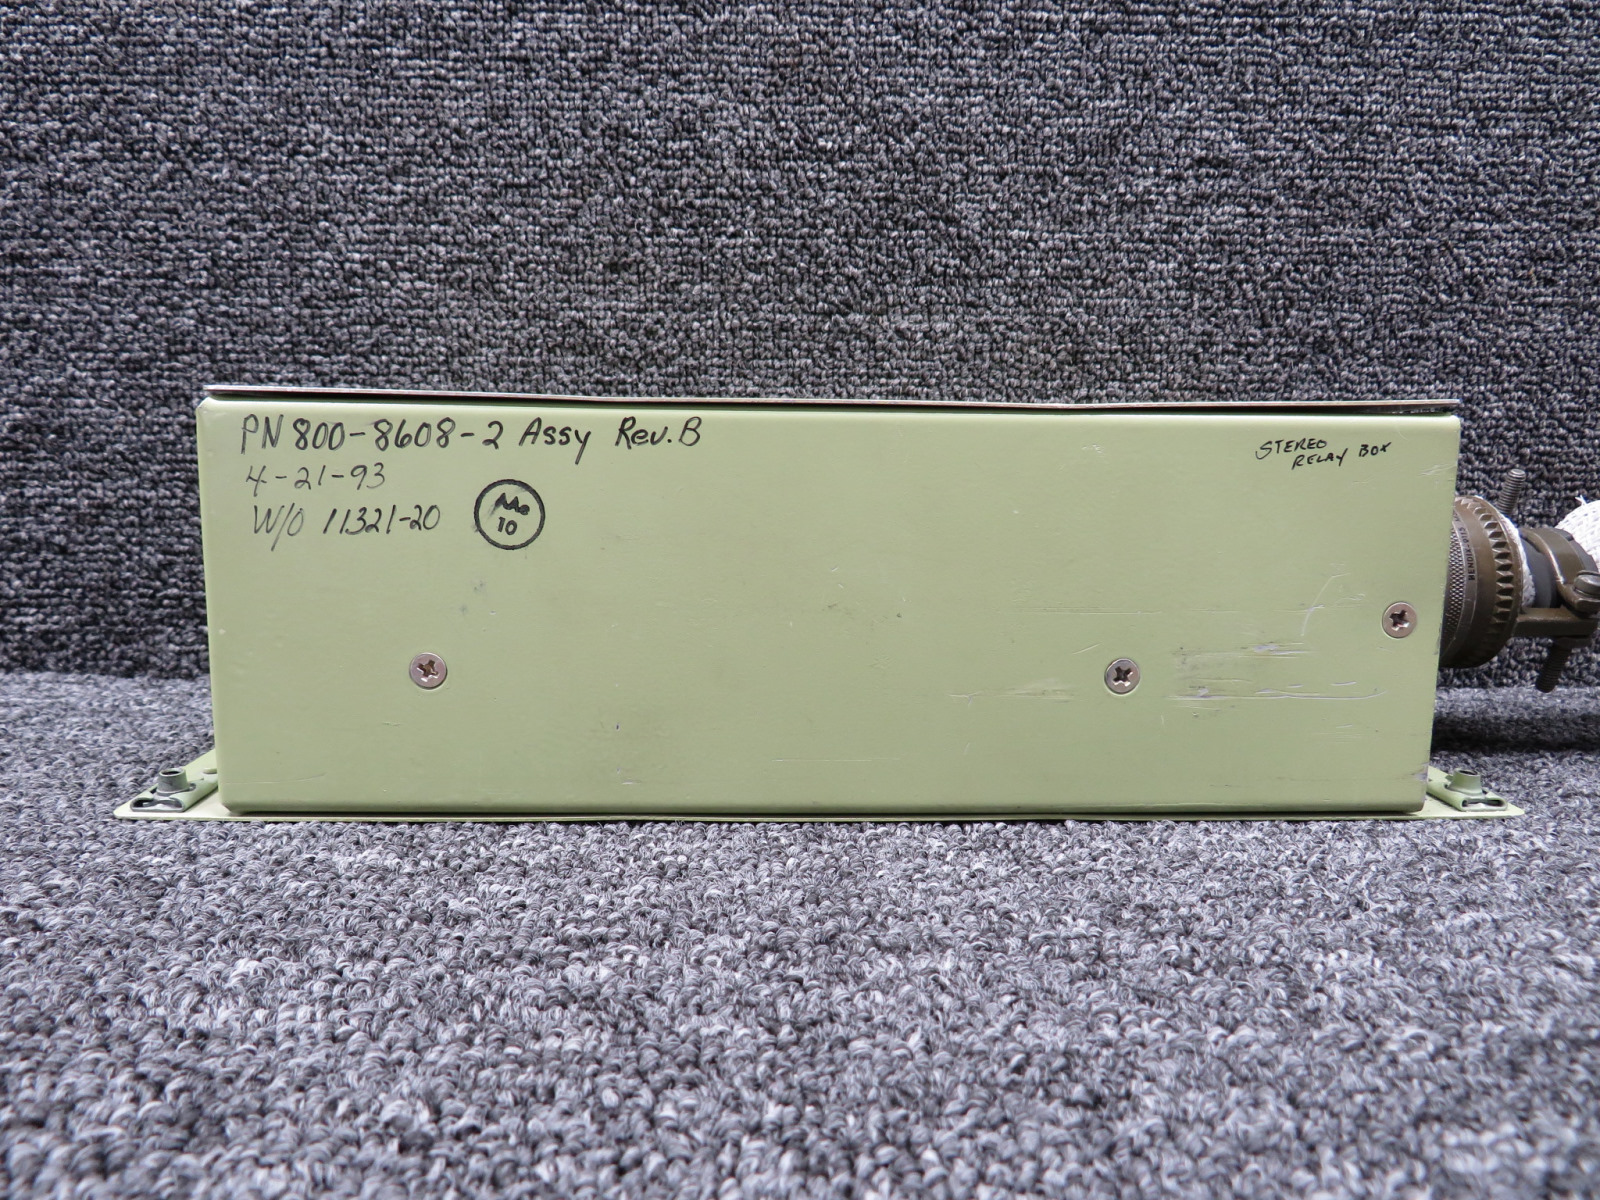 PN 800-8608-2 Assy Rev. B
4-21-93
W/O 11321-20
10
STEREO
RELAY BOX